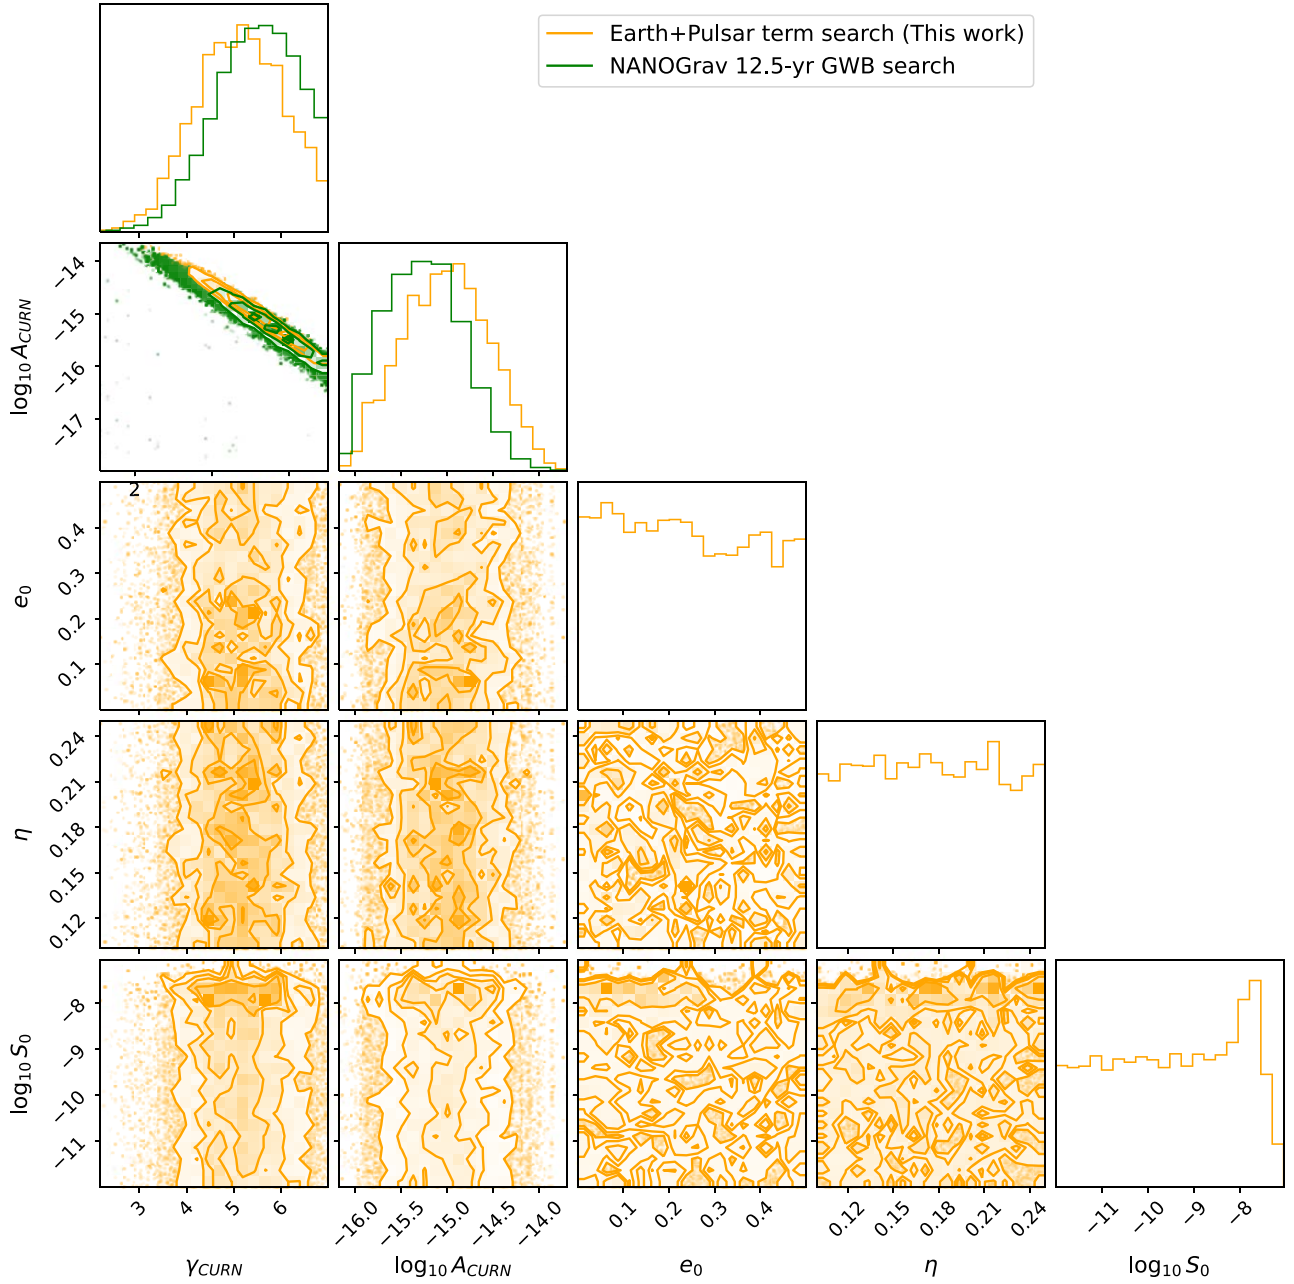 Earth+Pulsar term search (This work)
NANOGrav 12.5-yr GWB search
−14
−15
−16
−17
log₁₀ A_CURN
2
0.4
0.3
0.2
0.1
e₀
0.24
0.21
0.18
0.15
0.12
η
−8
−9
−10
−11
log₁₀ S₀
3 4 5 6
−16.0 −15.5 −15.0 −14.5 −14.0
0.1 0.2 0.3 0.4
0.12 0.15 0.18 0.21 0.24
−11 −10 −9 −8
γ_CURN log₁₀ A_CURN e₀ η log₁₀ S₀